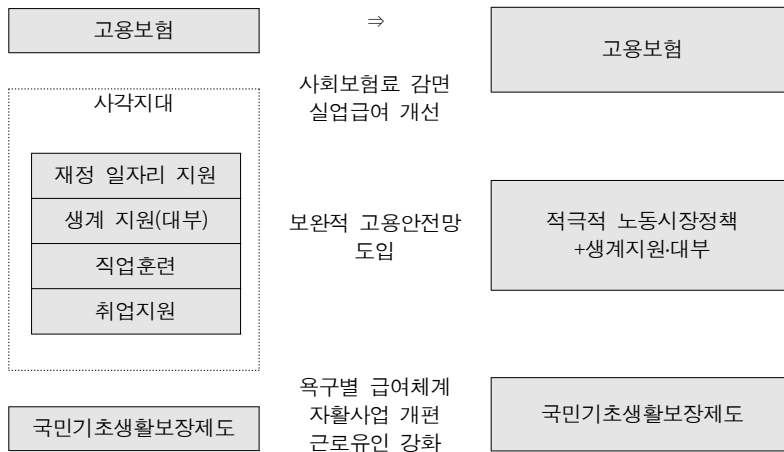 고용보험
사각지대
재정 일자리 지원
생계 지원(대부)
직업훈련
취업지원
국민기초생활보장제도
⇒
사회보험료 감면
실업급여 개선
보완적 고용안전망
도입
욕구별 급여체계
자활사업 개편
근로유인 강화
고용보험
적극적 노동시장정책
+생계지원·대부
국민기초생활보장제도